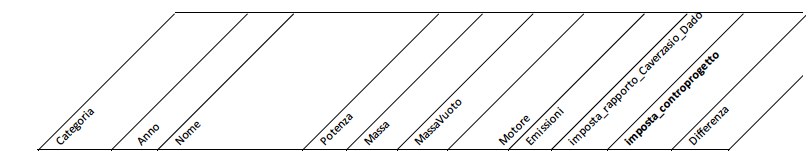 Categoria
Anno
Nome
Potenza
Massa
MassaVuoto
Motore
Emissioni
imposta_rapporto_Caverzasio_Dado
imposta_controprogetto
Differenza